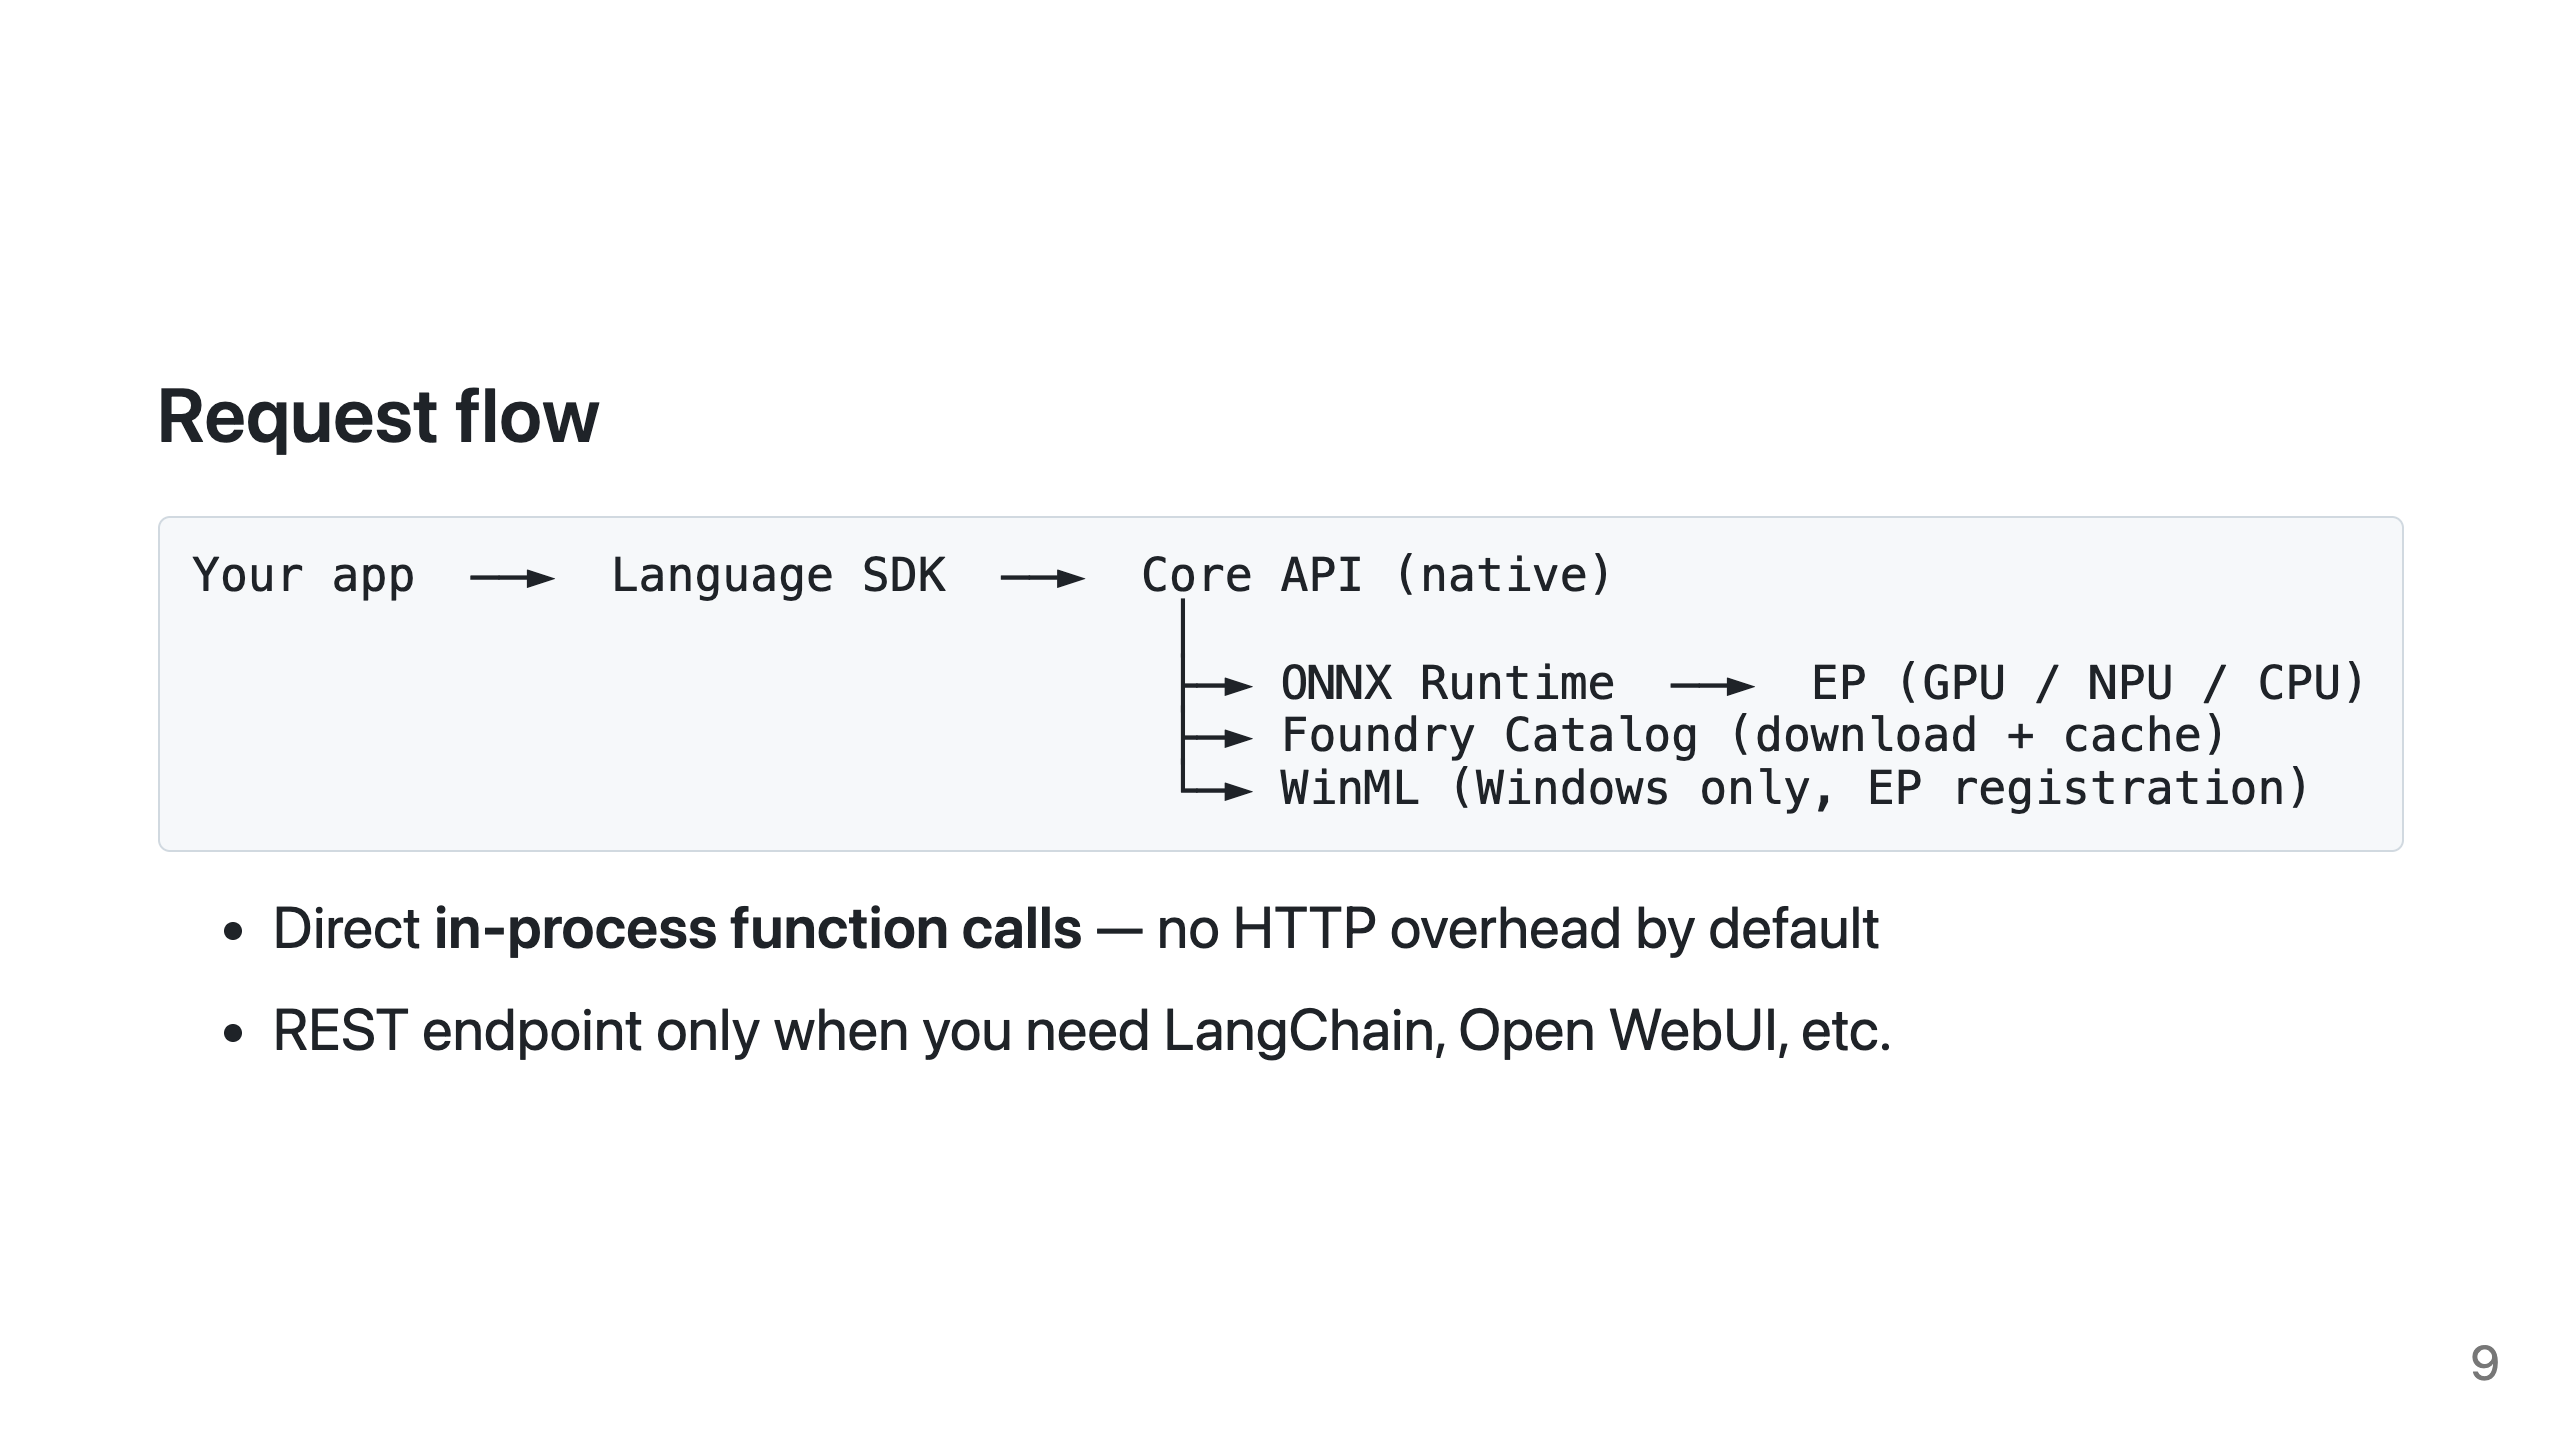 Request flow
Your app ──► Language SDK ──► Core API (native)
├─► ONNX Runtime ──► EP (GPU / NPU / CPU)
├─► Foundry Catalog (download + cache)
└─► WinML (Windows only, EP registration)
• Direct in-process function calls — no HTTP overhead by default
• REST endpoint only when you need LangChain, Open WebUI, etc.
9